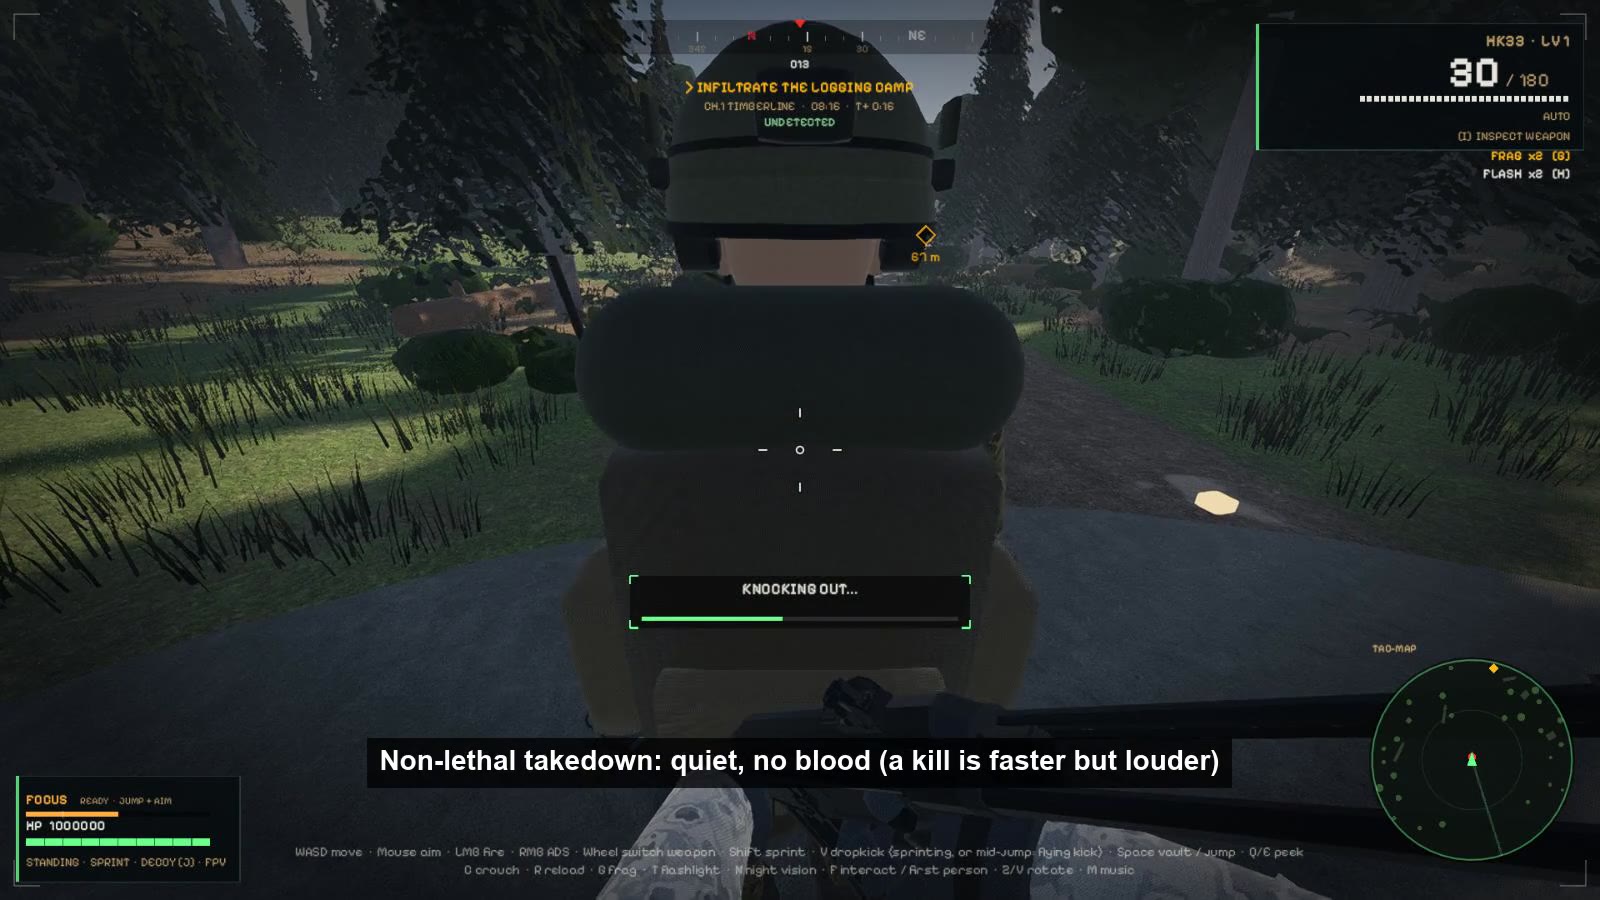 N NE
345 15 30
013
INFILTRATE THE LOGGING CAMP
CH.1 TIMBERLINE · 08:16 · T+ 0:16
UNDETECTED
HK33 · LV1
30 / 180
AUTO
(I) INSPECT WEAPON
FRAG x2 (G)
FLASH x2 (H)
67 m
KNOCKING OUT...
TAC-MAP
Non-lethal takedown: quiet, no blood (a kill is faster but louder)
FOCUS READY · JUMP + AIM
HP 1000000
STANDING · SPRINT · DECOY(J) · FPV
WASD move · Mouse aim · LMB fire · RMB ADS · Wheel switch weapon · Shift sprint · V dropkick (sprinting, or mid-jump: flying kick) · Space vault / jump · Q/E peek
C crouch · R reload · G frag · T flashlight · N night vision · F interact / first person · Z/V rotate · M music